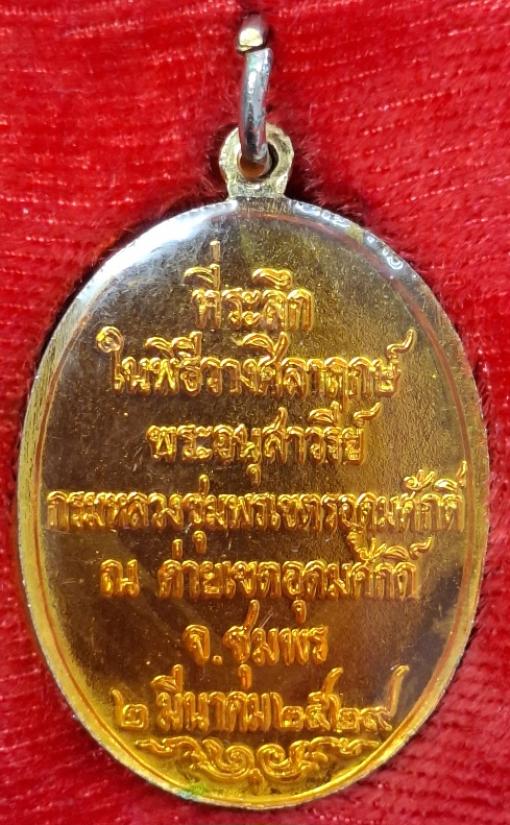 ที่ระลึก
ในพิธีวางศิลาฤกษ์
พระอนุสาวรีย์
กรมหลวงชุมพรเขตรอุดมศักดิ์
ณ ค่ายเขตอุดมศักดิ์
จ.ชุมพร
๒ มีนาคม ๒๕๒๙